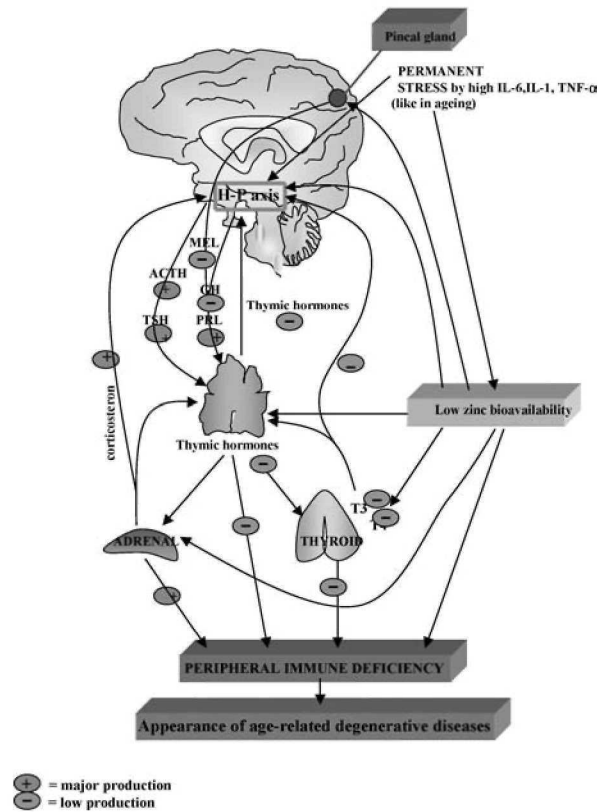 Pineal gland
PERMANENT
STRESS by high IL-6,IL-1, TNF-α
(like in ageing)
H-P axis
MEL
−
ACTH
+
GH
−
Thymic hormones
−
TSH
+
PRL
+
+
−
corticosteron
Low zinc bioavailability
Thymic hormones
−
T3
−
−
−
ADRENAL
THYROID
+
−
PERIPHERAL IMMUNE DEFICIENCY
Appearance of age-related degenerative diseases
+ = major production
− = low production